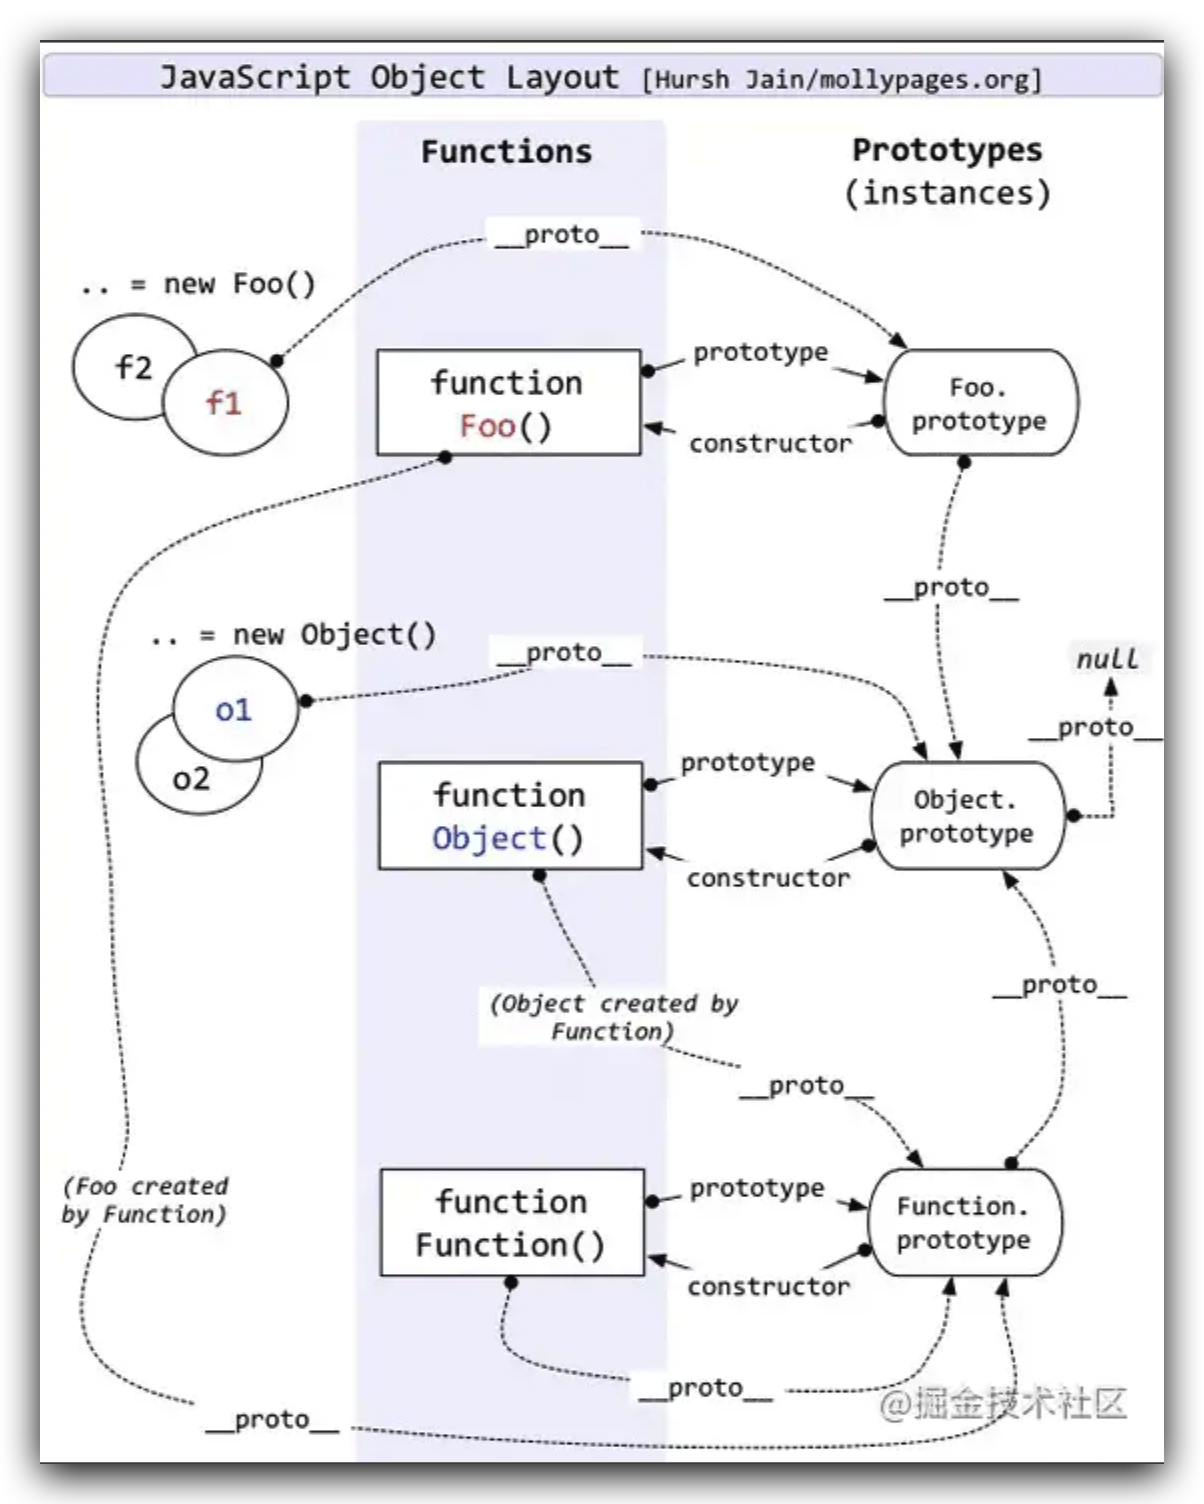 JavaScript Object Layout [Hursh Jain/mollypages.org]
Functions
Prototypes
(instances)
__proto__
.. = new Foo()
f2
f1
function
Foo()
prototype
constructor
Foo.
prototype
__proto__
.. = new Object()
__proto__
null
__proto__
o1
o2
function
Object()
prototype
constructor
Object.
prototype
(Object created by
Function)
__proto__
__proto__
(Foo created
by Function)
function
Function()
prototype
constructor
Function.
prototype
__proto__
__proto__
@掘金技术社区